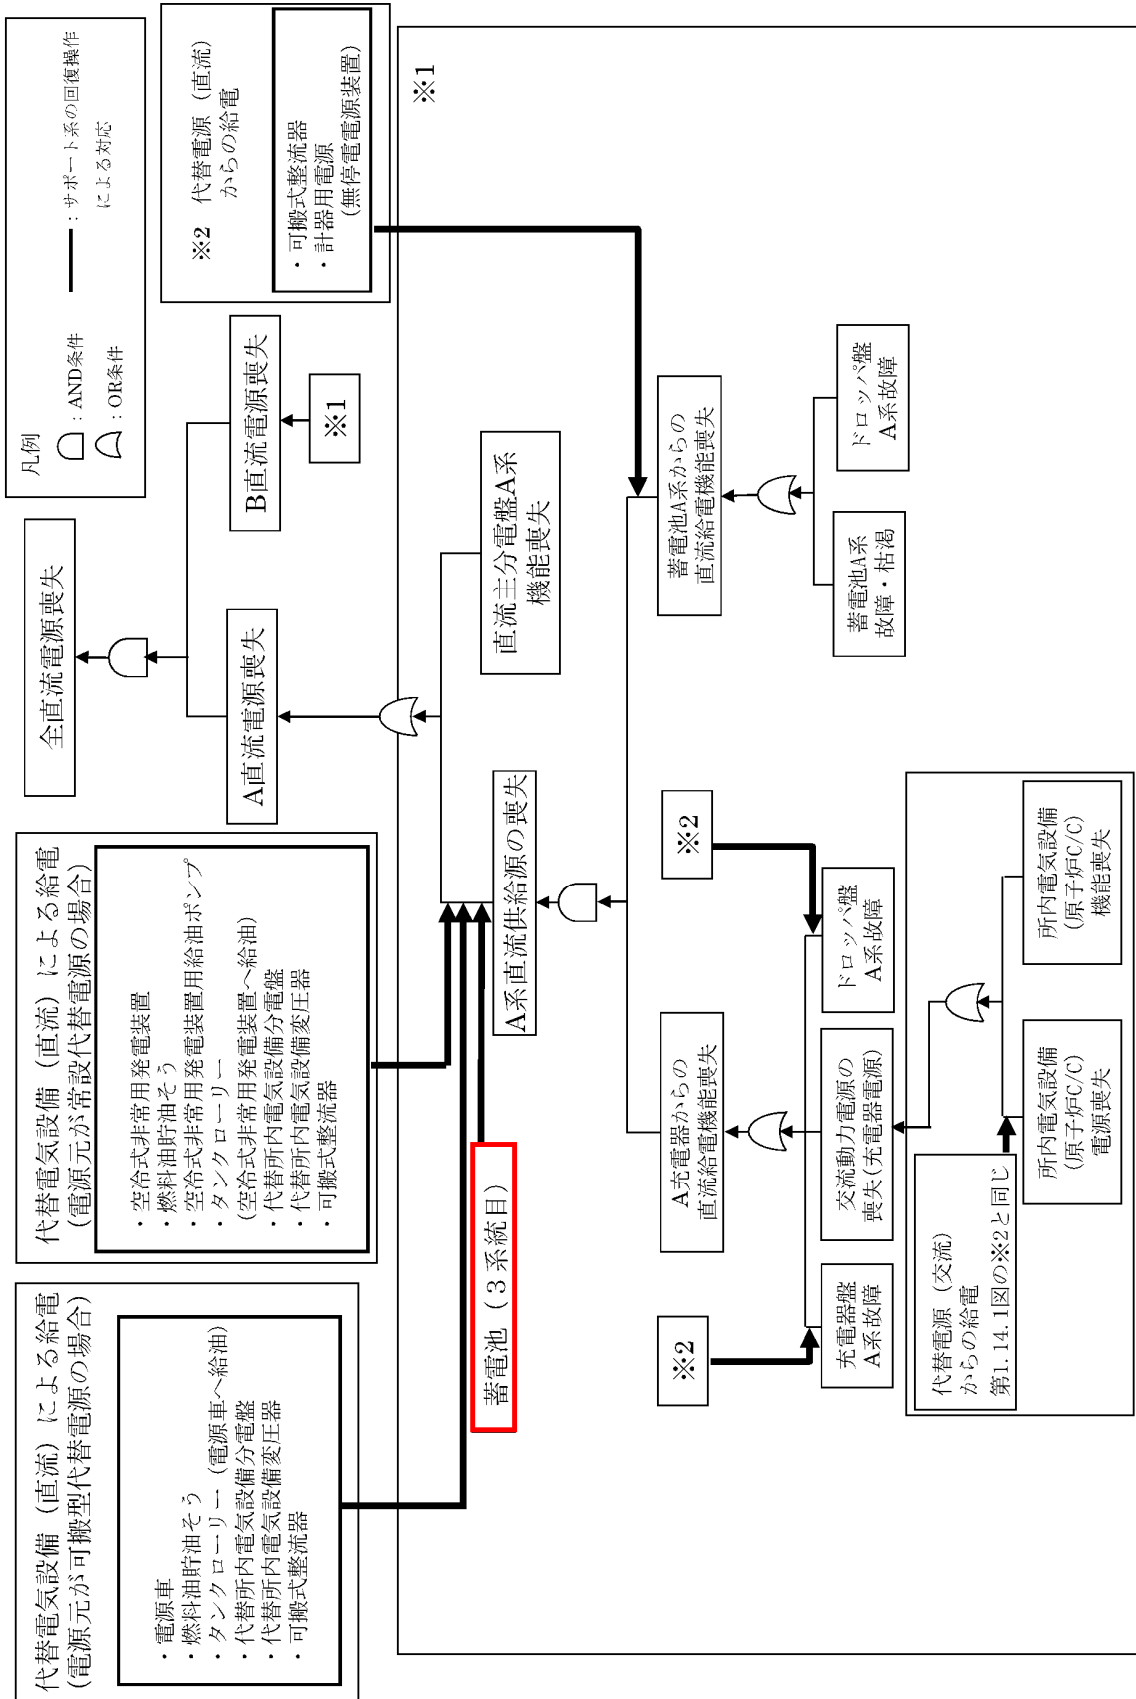 代替電気設備（直流）による給電
(電源元が可搬型代替電源の場合)
・電源車
・燃料油貯油そう
・タンクローリー（電源車へ給油）
・代替所内電気設備分電盤
・代替所内電気設備変圧器
・可搬式整流器
代替電気設備（直流）による給電
(電源元が常設代替電源の場合)
・空冷式非常用発電装置
・燃料油貯油そう
・空冷式非常用発電装置用給油ポンプ
・タンクローリー
(空冷式非常用発電装置へ給油)
・代替所内電気設備分電盤
・代替所内電気設備変圧器
・可搬式整流器
全直流電源喪失
凡例
：AND条件
：OR条件
：サポート系の回復操作
による対応
A直流電源喪失
B直流電源喪失
※1
※2 代替電源（直流）
からの給電
・可搬式整流器
・計器用電源
(無停電電源装置)
※1
蓄電池（３系統目）
A系直流供給源の喪失
直流主分電盤A系
機能喪失
A充電器からの
直流給電機能喪失
蓄電池A系からの
直流給電機能喪失
※2
※2
充電器盤
A系故障
交流動力電源の
喪失(充電器電源)
ドロッパ盤
A系故障
蓄電池A系
故障・枯渇
ドロッパ盤
A系故障
代替電源（交流）
からの給電
第1.14.1図の※2と同じ
所内電気設備
(原子炉C/C)
電源喪失
所内電気設備
(原子炉C/C)
機能喪失